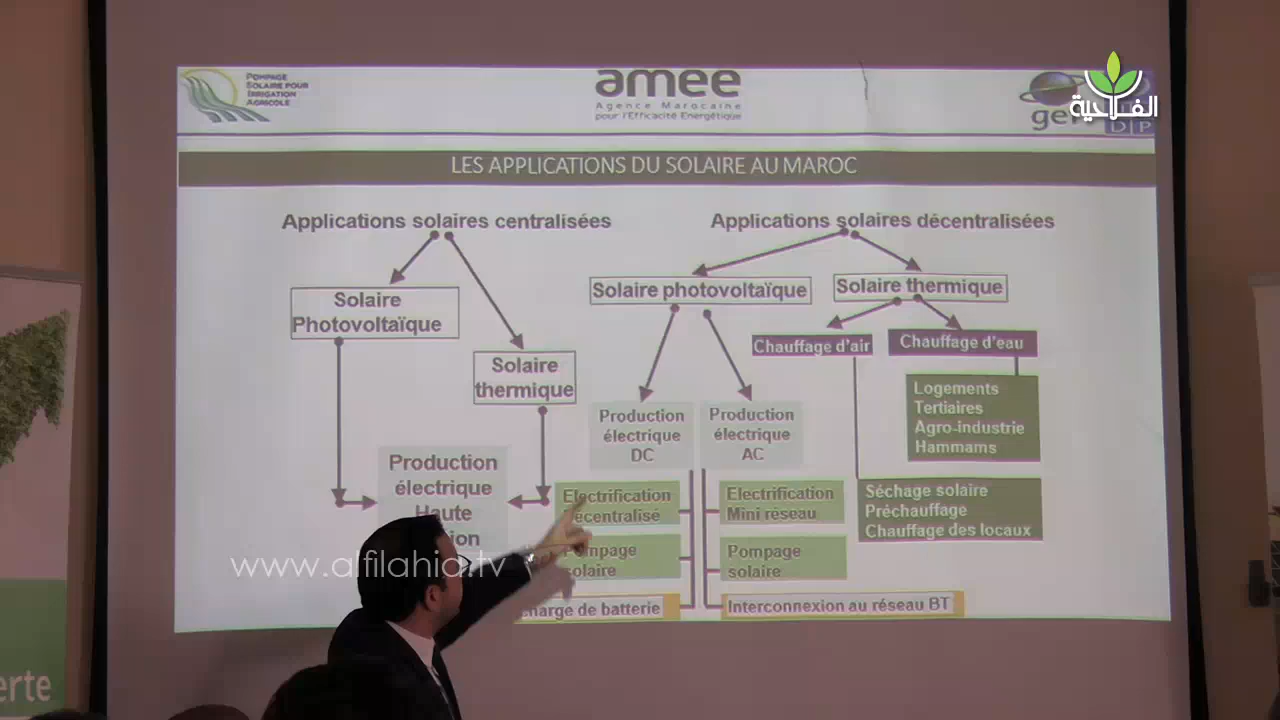 POMPAGE
SOLAIRE POUR
IRRIGATION
AGRICOLE
amee
Agence Marocaine
pour l'Efficacité Energétique
الفلاحية
LES APPLICATIONS DU SOLAIRE AU MAROC
Applications solaires centralisées
Applications solaires décentralisées
Solaire
Photovoltaïque
Solaire photovoltaïque
Solaire thermique
Solaire
thermique
Chauffage d'air
Chauffage d'eau
Logements
Tertiaires
Agro-industrie
Hammams
Production
électrique
DC
Production
électrique
AC
Production
électrique
Haute
Electrification
Mini réseau
Electrification
Séchage solaire
Préchauffage
Chauffage des locaux
Pompage
solaire
Pompage
solaire
de batterie
Interconnexion au réseau BT
www.alfilahia.tv